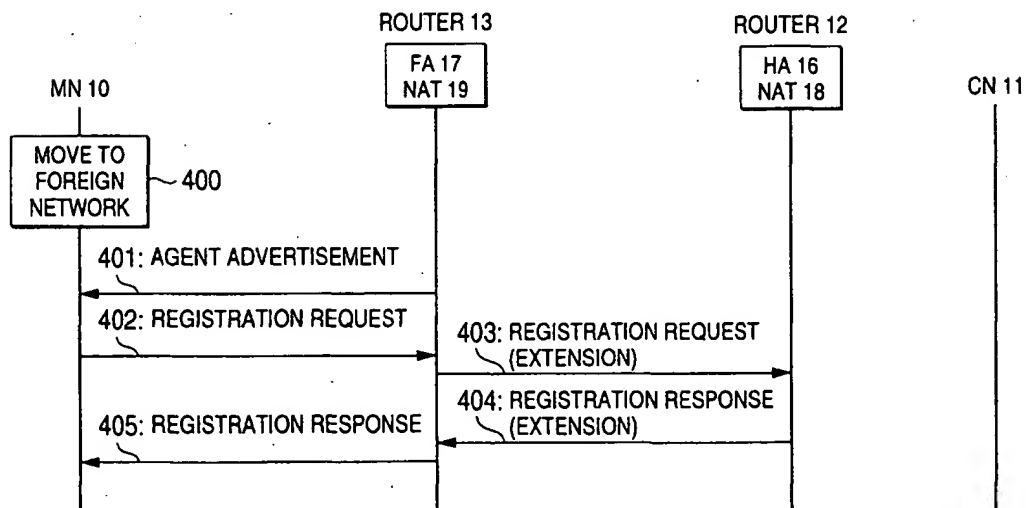 ROUTER 13
ROUTER 12
FA 17
NAT 19
HA 16
NAT 18
MN 10
CN 11
MOVE TO
FOREIGN
NETWORK
400
401: AGENT ADVERTISEMENT
402: REGISTRATION REQUEST
403: REGISTRATION REQUEST
(EXTENSION)
404: REGISTRATION RESPONSE
(EXTENSION)
405: REGISTRATION RESPONSE